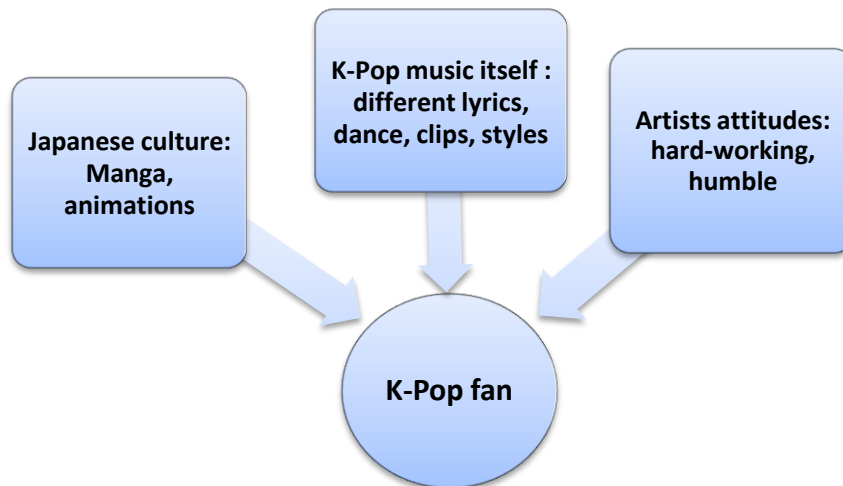 Japanese culture:
Manga,
animations
K-Pop music itself :
different lyrics,
dance, clips, styles
Artists attitudes:
hard-working,
humble
K-Pop fan